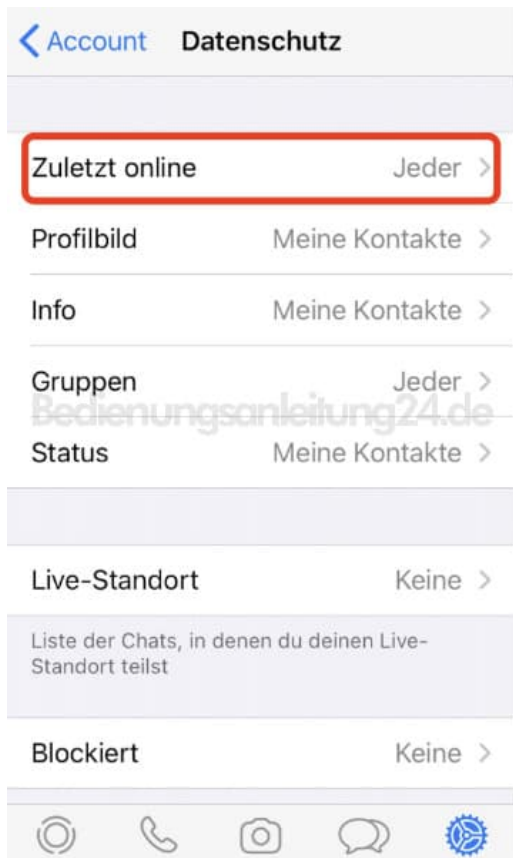 Account Datenschutz
Zuletzt online Jeder
Profilbild Meine Kontakte
Info Meine Kontakte
Gruppen Jeder
Bedienungsanleitung24.de
Status Meine Kontakte
Live-Standort Keine
Liste der Chats, in denen du deinen Live-
Standort teilst
Blockiert Keine